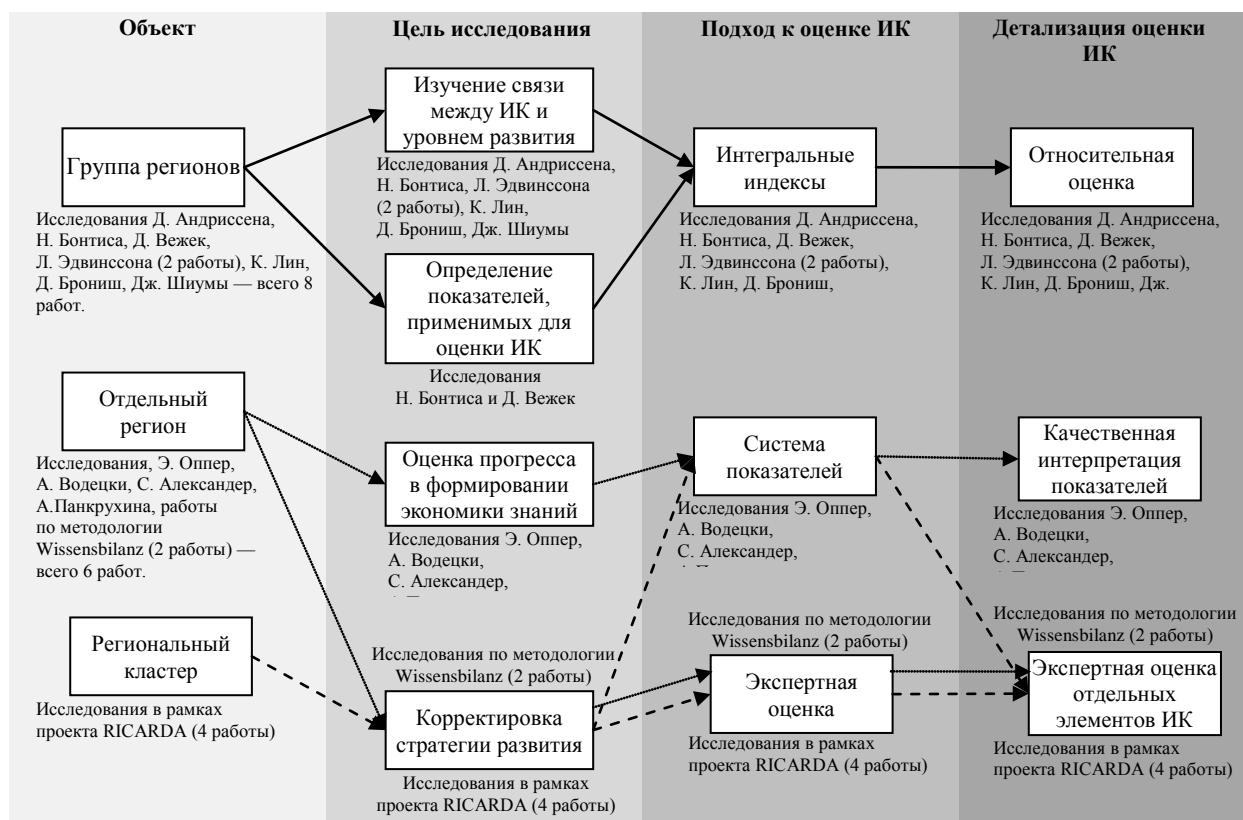 Объект
Цель исследования
Подход к оценке ИК
Детализация оценки
ИК
Группа регионов
Исследования Д. Андриссена,
Н. Бонтиса, Д. Вежек,
Л. Эдвинссона (2 работы), К. Лин,
Д. Брониш, Дж. Шиумы — всего 8
работ.
Отдельный
регион
Исследования, Э. Оппер,
А. Водецки, С. Александер,
А.Панкрухина, работы
по методологии
Wissensbilanz (2 работы) —
всего 6 работ.
Региональный
кластер
Исследования в рамках
проекта RICARDA (4 работы)
Изучение связи
между ИК и
уровнем развития
Исследования Д. Андриссена,
Н. Бонтиса, Л. Эдвинссона
(2 работы), К. Лин,
Д. Брониш, Дж. Шиумы
Определение
показателей,
применимых для
оценки ИК
Исследования
Н. Бонтиса и Д. Вежек
Оценка прогресса
в формировании
экономики знаний
Исследования Э. Оппер,
А. Водецки,
С. Александер,
Исследования по методологии
Wissensbilanz (2 работы)
Корректировка
стратегии развития
Исследования в рамках
проекта RICARDA (4 работы)
Интегральные
индексы
Исследования Д. Андриссена,
Н. Бонтиса, Д. Вежек,
Л. Эдвинссона (2 работы),
К. Лин, Д. Брониш,
Система
показателей
Исследования Э. Оппер,
А. Водецки,
С. Александер,
Исследования по методологии
Wissensbilanz (2 работы)
Экспертная
оценка
Исследования в рамках
проекта RICARDA (4 работы)
Относительная
оценка
Исследования Д. Андриссена,
Н. Бонтиса, Д. Вежек,
Л. Эдвинссона (2 работы),
К. Лин, Д. Брониш, Дж.
Качественная
интерпретация
показателей
Исследования Э. Оппер,
А. Водецки,
С. Александер,
Исследования по методологии
Wissensbilanz (2 работы)
Экспертная оценка
отдельных
элементов ИК
Исследования в рамках
проекта RICARDA (4 работы)